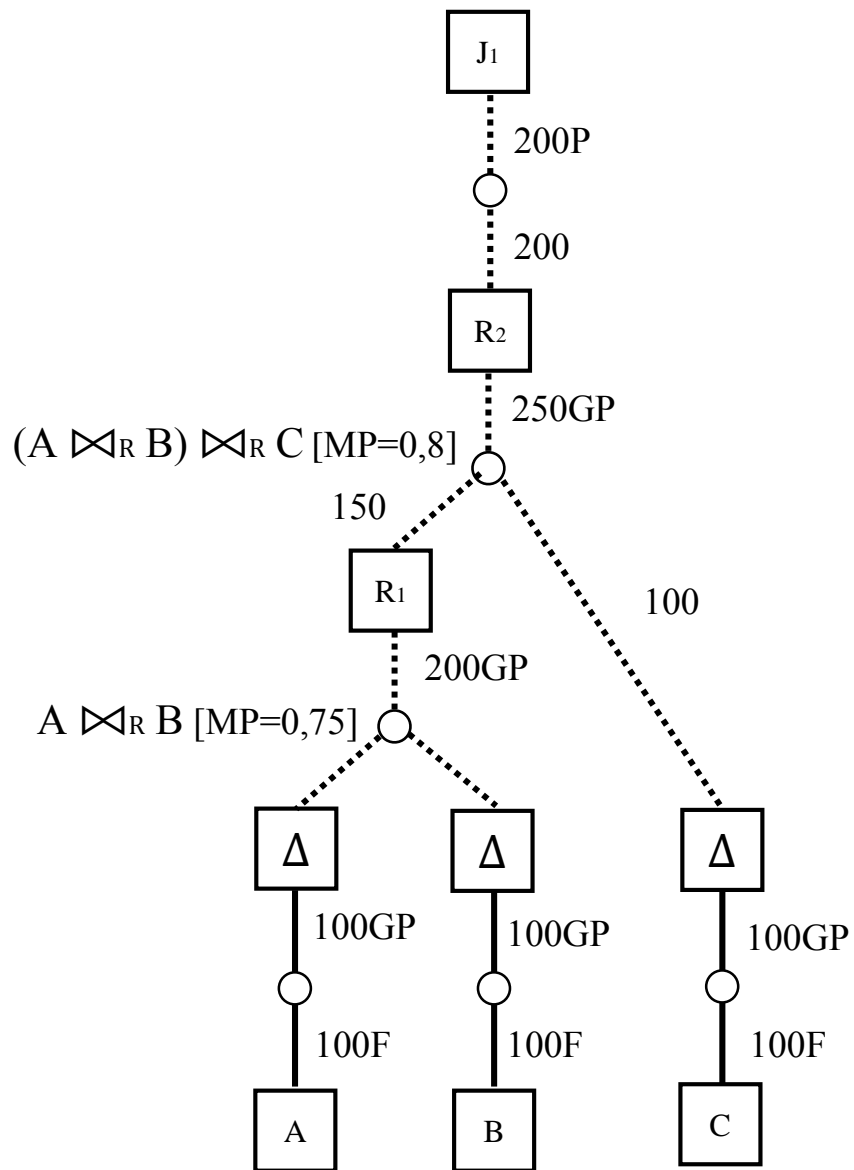 J1
200P
200
R2
250GP
(A ⋈R B) ⋈R C [MP=0,8]
150
R1
100
200GP
A ⋈R B [MP=0,75]
Δ Δ Δ
100GP 100GP 100GP
100F 100F 100F
A B C